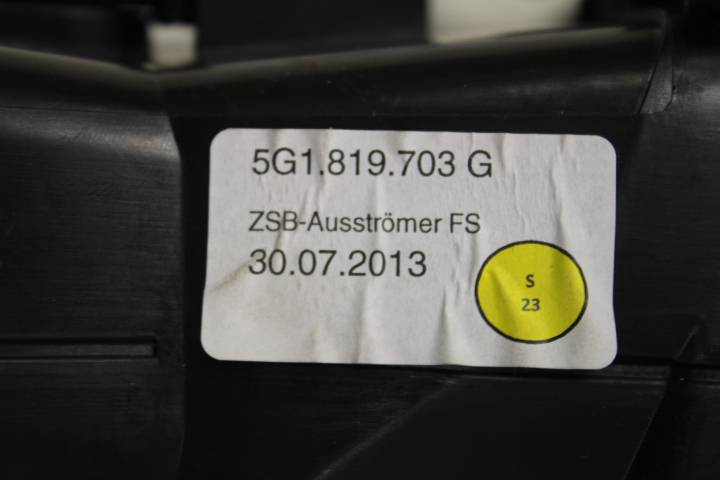 5G1.819.703 G
ZSB-Ausströmer FS
30.07.2013
S
23